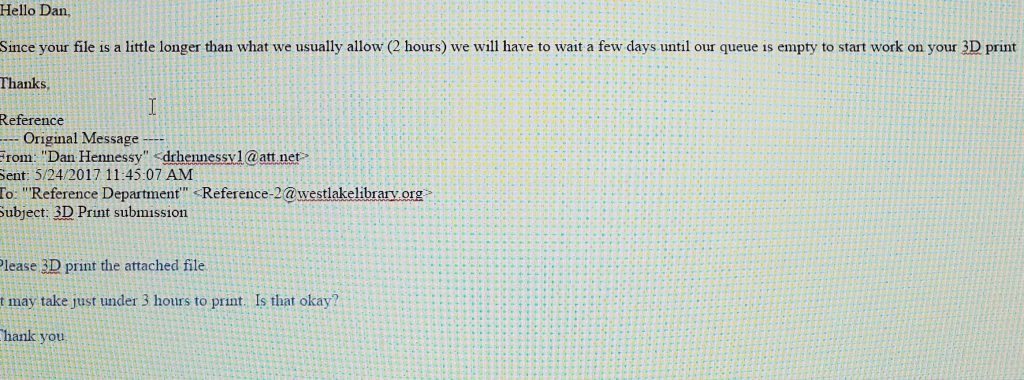 Hello Dan,
Since your file is a little longer than what we usually allow (2 hours) we will have to wait a few days until our queue is empty to start work on your 3D print
Thanks,
Reference
---- Original Message ----
From: "Dan Hennessy" <drhennessy1@att.net>
Sent: 5/24/2017 11:45:07 AM
To: "'Reference Department'" <Reference-2@westlakelibrary.org>
Subject: 3D Print submission
Please 3D print the attached file
t may take just under 3 hours to print. Is that okay?
Thank you.